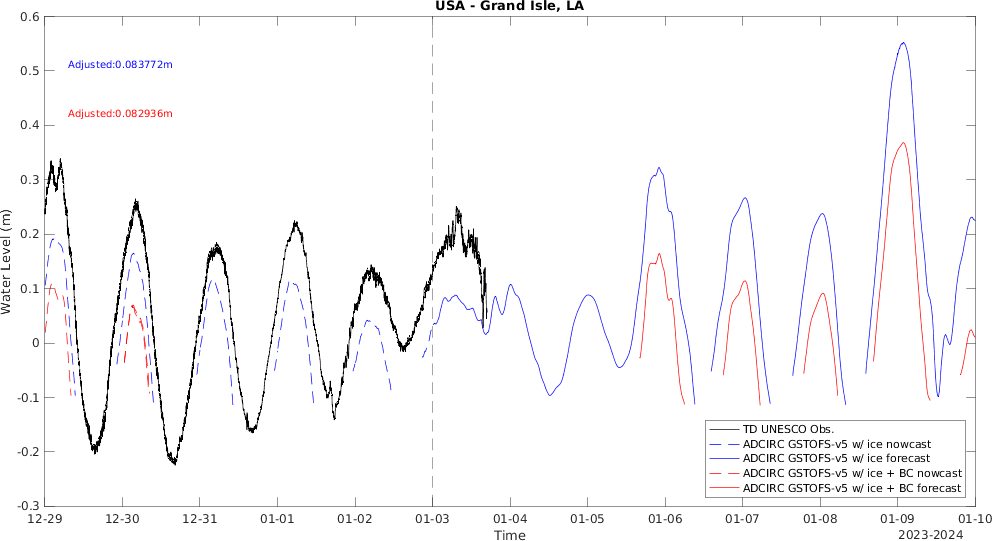 USA - Grand Isle, LA
0.6
0.5
0.4
0.3
0.2
0.1
0
-0.1
-0.2
-0.3
Water Level (m)
Adjusted:0.083772m
Adjusted:0.082936m
TD UNESCO Obs.
ADCIRC GSTOFS-v5 w/ ice nowcast
ADCIRC GSTOFS-v5 w/ ice forecast
ADCIRC GSTOFS-v5 w/ ice + BC nowcast
ADCIRC GSTOFS-v5 w/ ice + BC forecast
12-29 12-30 12-31 01-01 01-02 01-03 01-04 01-05 01-06 01-07 01-08 01-09 01-10
Time
2023-2024